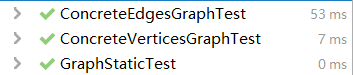 ConcreteEdgesGraphTest 53 ms
ConcreteVerticesGraphTest 7 ms
GraphStaticTest 0 ms